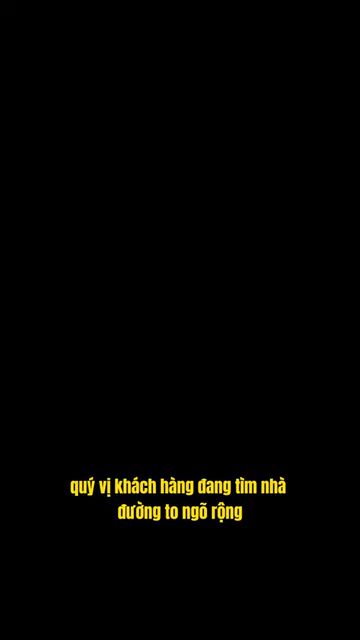 quý vị khách hàng đang tìm nhà
đường to ngõ rộng